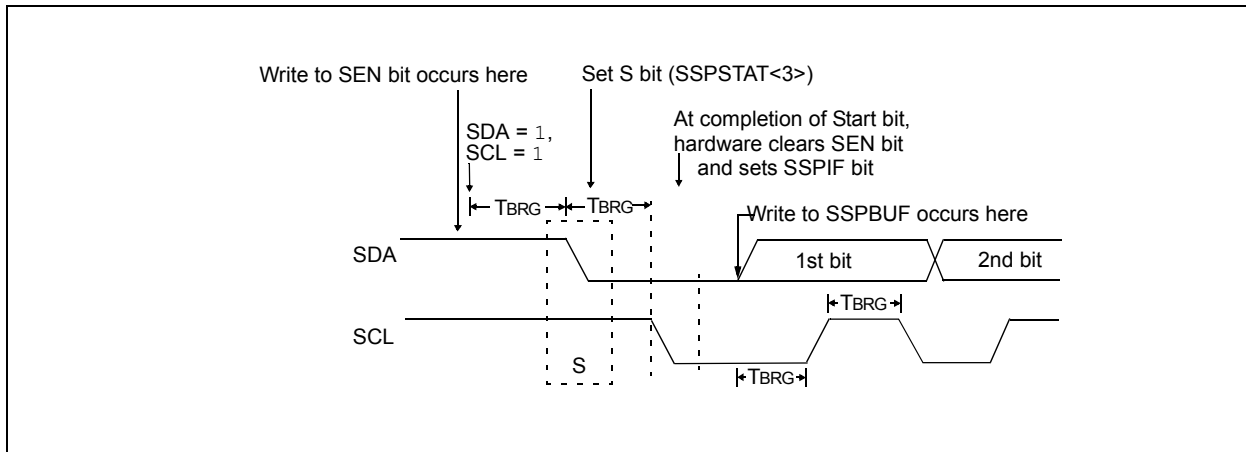 Write to SEN bit occurs here
Set S bit (SSPSTAT<3>)
SDA = 1,
SCL = 1
At completion of Start bit,
hardware clears SEN bit
and sets SSPIF bit
TBRG
TBRG
Write to SSPBUF occurs here
SDA
1st bit
2nd bit
TBRG
SCL
S
TBRG